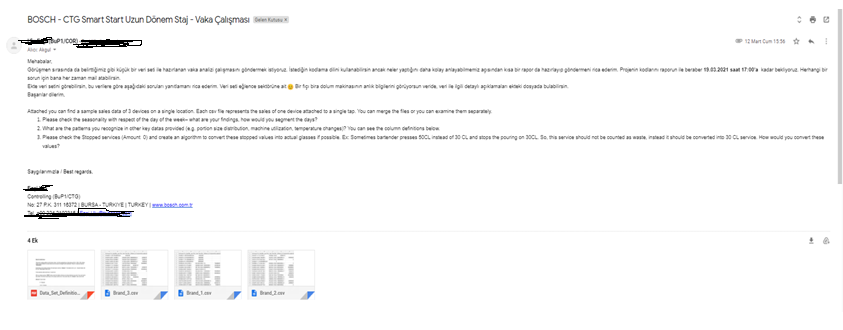 BOSCH - CTG Smart Start Uzun Dönem Staj - Vaka Çalışması Gelen Kutusu x
(BuP1/COR)
Alıcı: Akgul
12 Mart Cum 15:56
Mehabalar,
Görüşmen sırasında da belirttiğimiz gibi küçük bir veri seti ile hazırlanan vaka analizi çalışmasını göndermek istiyoruz. İstediğin kodlama dilini kullanabilirsin ancak neler yaptığını daha kolay anlayabilmemiz açısından kısa bir rapor da hazırlayıp göndermeni rica ederim. Projenin kodlarını raporun ile beraber 19.03.2021 saat 17:00'a kadar bekliyoruz. Herhangi bir
sorun için bana her zaman mail atabilirsin.
Ekte veri setini görebilirsin, bu verilere göre aşağıdaki soruları yanıtlamanı rica ederim. Veri seti eğlence sektörüne ait Bir fıçı bira dolum makinasının anlık bilgilerini görüyorsun veride, veri ile ilgili detaylı açıklamaları ekteki dosyada bulabilirsin.
Başarılar dilerim.
Attached you can find a sample sales data of 3 devices on a single location. Each csv file represents the sales of one device attached to a single tap. You can merge the files or you can examine them separately.
1. Please check the seasonality with respect of the day of the week– what are your findings, how would you segment the days?
2. What are the patterns you recognize in other key datas provided (e.g. portion size distribution, machine utilization, temperature changes)? You can see the column definitions below.
3. Please check the Stopped services (Amount: 0) and create an algorithm to convert these stopped values into actual glasses if possible. Ex: Sometimes bartender presses 50CL instead of 30 CL and stops the pouring on 30CL. So, this service should not be counted as waste, instead it should be converted into 30 CL service. How would you convert these
values?
Saygılarımızla / Best regards,
Controlling (BuP1/CTG)
No: 27 P.K. 311 16372 | BURSA - TURKIYE | TURKEY | www.bosch.com.tr
4 Ek
Data_Set_Definitio...
Brand_3.csv
Brand_1.csv
Brand_2.csv